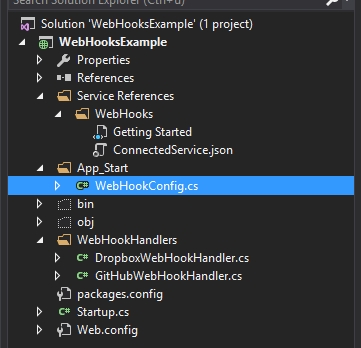 Search Solution Explorer (Ctrl+ü)
Solution 'WebHooksExample' (1 project)
WebHooksExample
Properties
References
Service References
WebHooks
Getting Started
ConnectedService.json
App_Start
C# WebHookConfig.cs
bin
obj
WebHookHandlers
C# DropboxWebHookHandler.cs
C# GitHubWebHookHandler.cs
packages.config
C# Startup.cs
Web.config